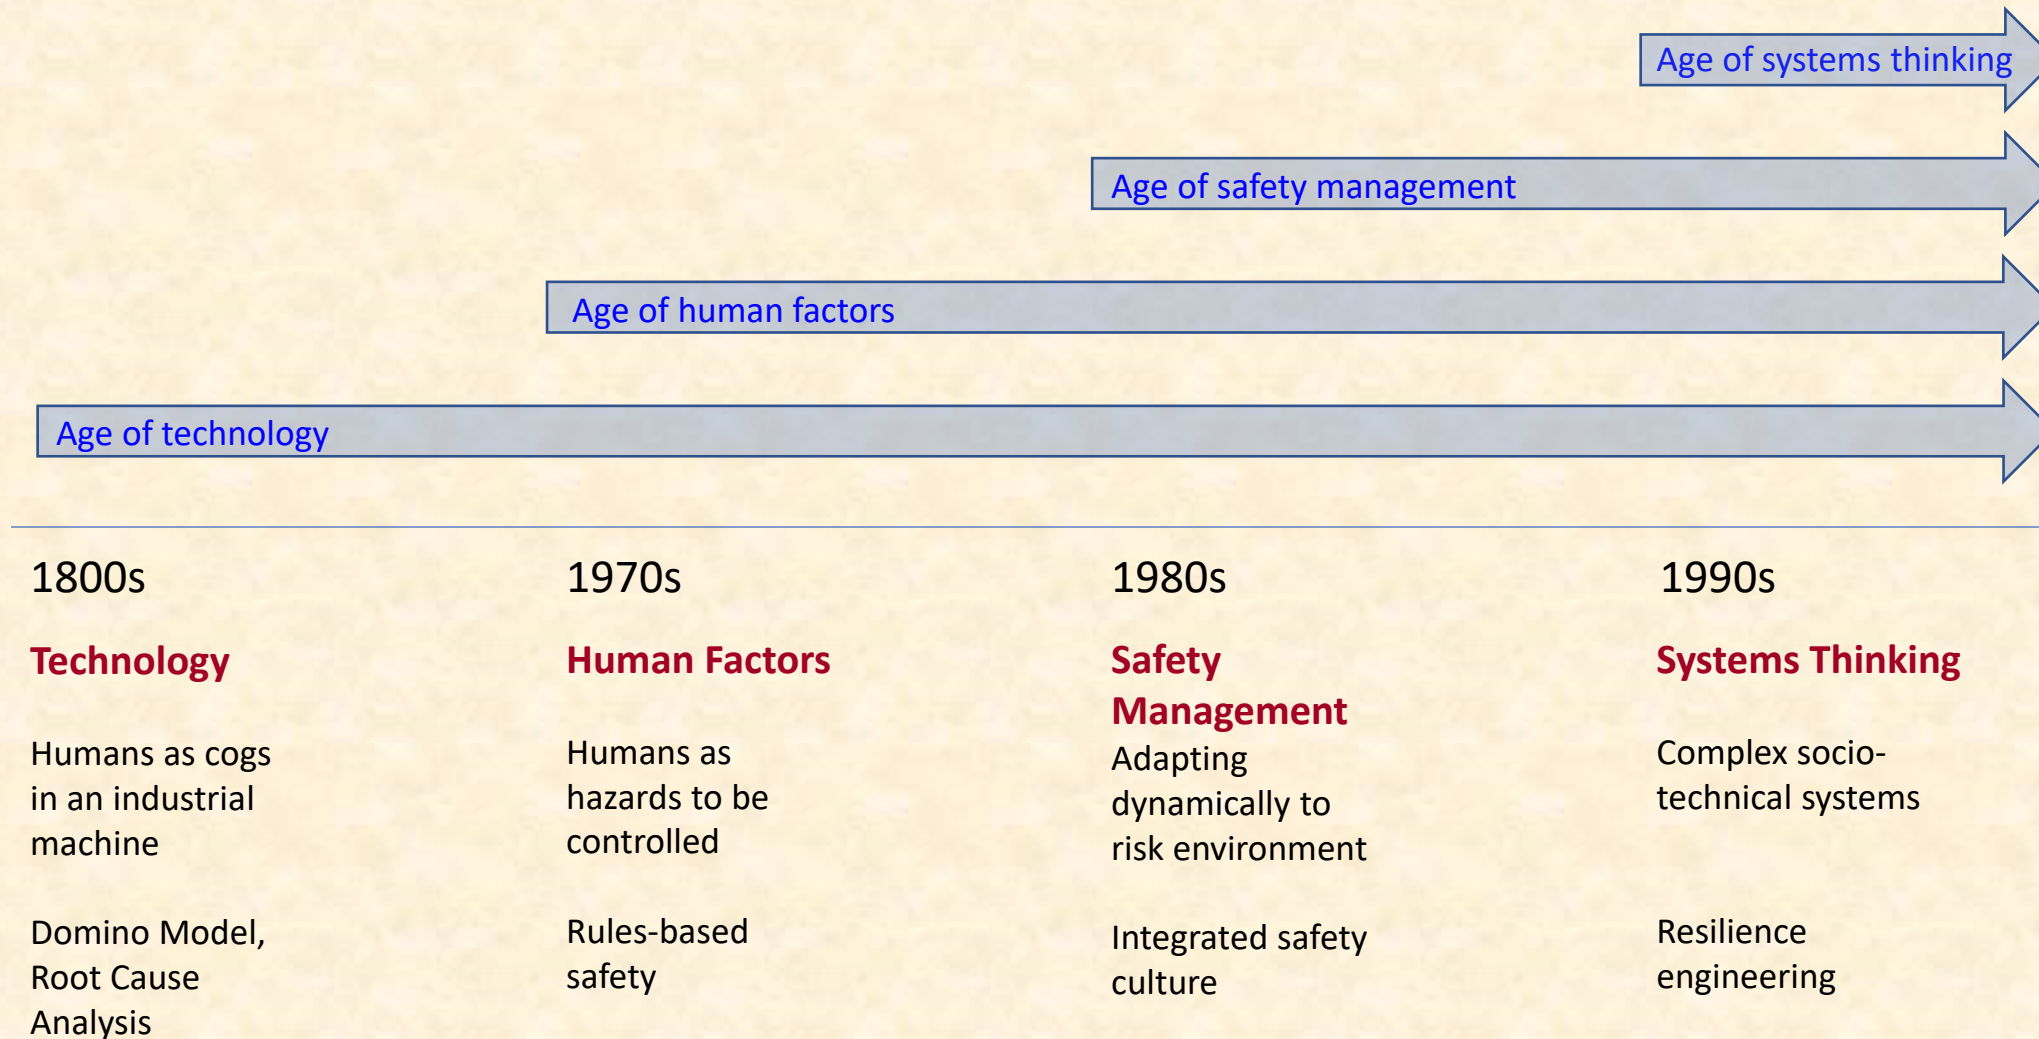 Age of systems thinking
Age of safety management
Age of human factors
Age of technology
1800s
Technology
Humans as cogs
in an industrial
machine
Domino Model,
Root Cause
Analysis
1970s
Human Factors
Humans as
hazards to be
controlled
Rules-based
safety
1980s
Safety
Management
Adapting
dynamically to
risk environment
Integrated safety
culture
1990s
Systems Thinking
Complex socio-
technical systems
Resilience
engineering